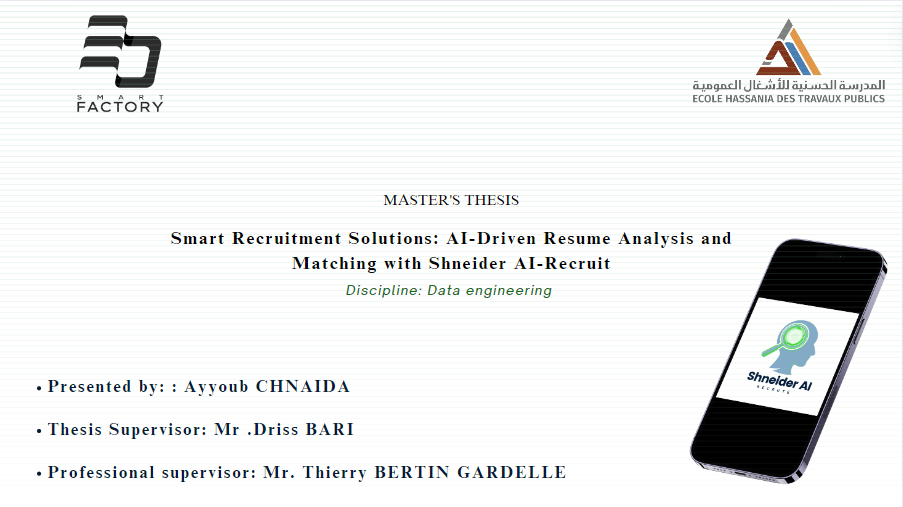 SMART
FACTORY
المدرسة الحسنية للأشغال العمومية
ECOLE HASSANIA DES TRAVAUX PUBLICS
MASTER'S THESIS
Smart Recruitment Solutions: AI-Driven Resume Analysis and
Matching with Shneider AI-Recruit
Discipline: Data engineering
• Presented by: : Ayyoub CHNAIDA
• Thesis Supervisor: Mr .Driss BARI
• Professional supervisor: Mr. Thierry BERTIN GARDELLE
Shneider AI
RECRUTE